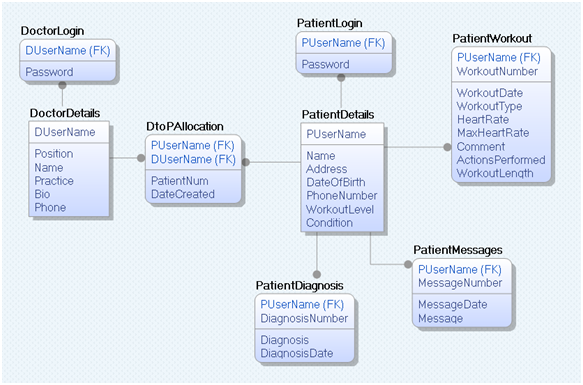 DoctorLogin
DUserName (FK)
Password
PatientLogin
PUserName (FK)
Password
PatientWorkout
PUserName (FK)
WorkoutNumber
WorkoutDate
WorkoutType
HeartRate
MaxHeartRate
Comment
ActionsPerformed
WorkoutLength
DoctorDetails
DUserName
Position
Name
Practice
Bio
Phone
DtoPAllocation
PUserName (FK)
DUserName (FK)
PatientNum
DateCreated
PatientDetails
PUserName
Name
Address
DateOfBirth
PhoneNumber
WorkoutLevel
Condition
PatientDiagnosis
PUserName (FK)
DiagnosisNumber
Diagnosis
DiagnosisDate
PatientMessages
PUserName (FK)
MessageNumber
MessageDate
Message